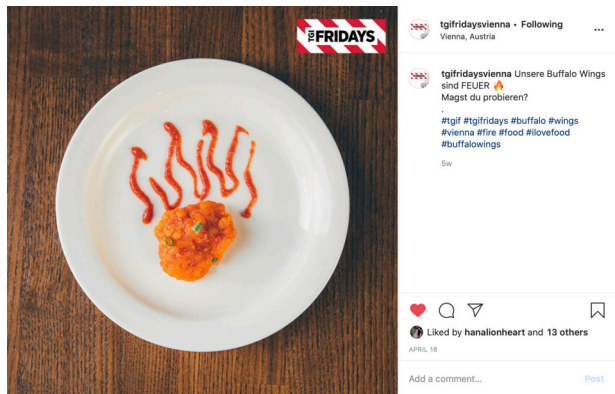 TGI FRIDAYS
tgifridaysvienna • Following
Vienna, Austria
tgifridaysvienna Unsere Buffalo Wings
sind FEUER 🔥
Magst du probieren?
.
#tgif #tgifridays #buffalo #wings
#vienna #fire #food #ilovefood
#buffalowings
5w
Liked by hanalionheart and 13 others
APRIL 18
Add a comment...
Post